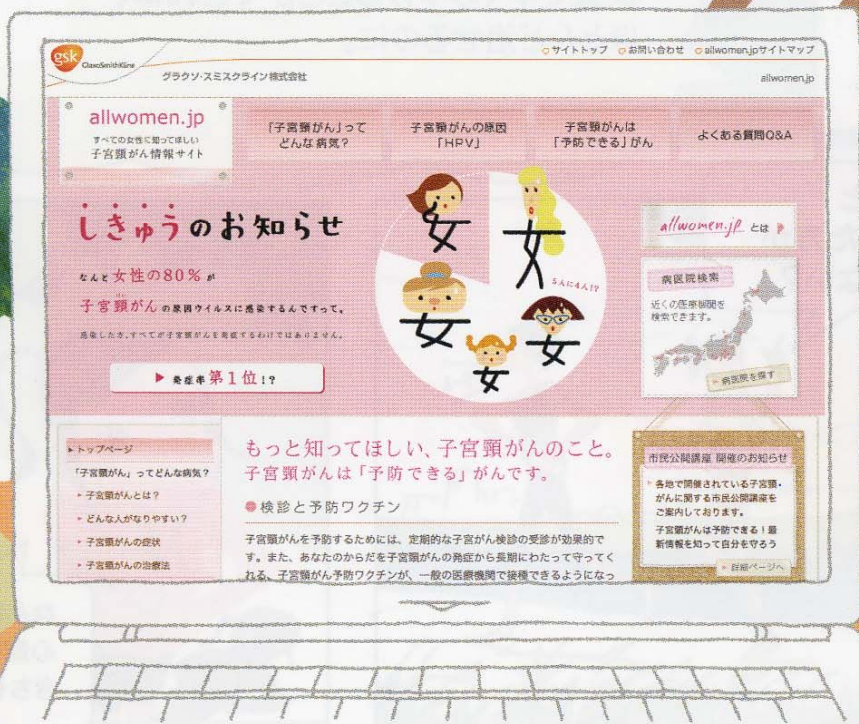 gsk
GlaxoSmithKline
サイトトップ お問い合わせ allwomen.jpサイトマップ
グラクソ・スミスクライン株式会社
allwomen.jp
allwomen.jp
すべての女性に知ってほしい
子宮頸がん情報サイト
「子宮頸がん」って
どんな病気?
子宮頸がんの原因
「HPV」
子宮頸がんは
「予防できる」がん
よくある質問Q&A
しきゅうのお知らせ
なんと女性の80%が
子宮頸がんの原因ウイルスに感染するんですって。
けい
感染した方、すべてが子宮頸がんを発症するわけではありません。
▶ 発症率第1位!?
女
女
女
女
女
5人に4人!?
allwomen.jp とは
病医院検索
近くの医療機関を
検索できます。
病医院を探す
トップページ
「子宮頸がん」ってどんな病気?
子宮頸がんとは?
どんな人がなりやすい?
子宮頸がんの症状
子宮頸がんの治療法
もっと知ってほしい、子宮頸がんのこと。
子宮頸がんは「予防できる」がんです。
検診と予防ワクチン
子宮頸がんを予防するためには、定期的な子宮がん検診の受診が効果的で
す。また、あなたのからだを子宮頸がんの発症から長期にわたって守ってく
れる、子宮頸がん予防ワクチンが、一般の医療機関で接種できるようになっ
市民公開講座 開催のお知らせ
各地で開催されている子宮頸・
がんに関する市民公開講座を
ご案内しております。
子宮頸がんは予防できる!最
新情報を知って自分を守ろう
詳細ページへ